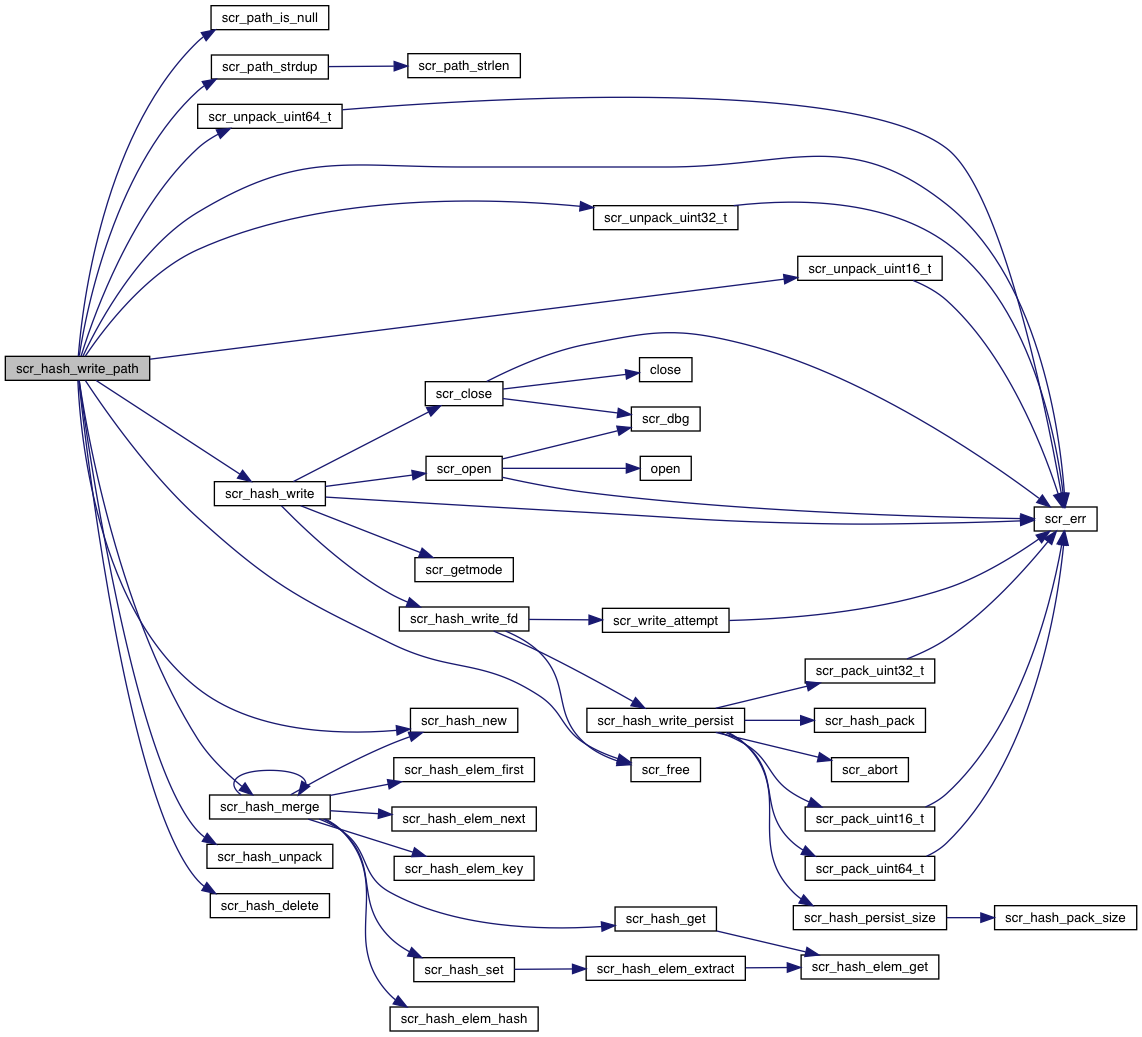 scr_path_is_null
scr_path_strdup
scr_path_strlen
scr_unpack_uint64_t
scr_unpack_uint32_t
scr_unpack_uint16_t
scr_hash_write_path
close
scr_close
scr_dbg
scr_open
open
scr_hash_write
scr_err
scr_getmode
scr_hash_write_fd
scr_write_attempt
scr_pack_uint32_t
scr_hash_new
scr_hash_write_persist
scr_hash_pack
scr_hash_elem_first
scr_free
scr_abort
scr_hash_merge
scr_hash_elem_next
scr_pack_uint16_t
scr_hash_unpack
scr_hash_elem_key
scr_pack_uint64_t
scr_hash_delete
scr_hash_get
scr_hash_persist_size
scr_hash_pack_size
scr_hash_set
scr_hash_elem_extract
scr_hash_elem_get
scr_hash_elem_hash